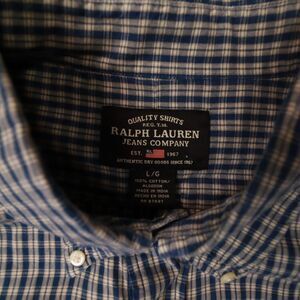 QUALITY SHIRTS
REG. T.M.
RALPH LAUREN
JEANS COMPANY
EST. 1967
AUTHENTIC DRY GOODS SINCE 1967
L/G
100% COTTON/
ALGODON
MADE IN INDIA
HECHO EN INDIA